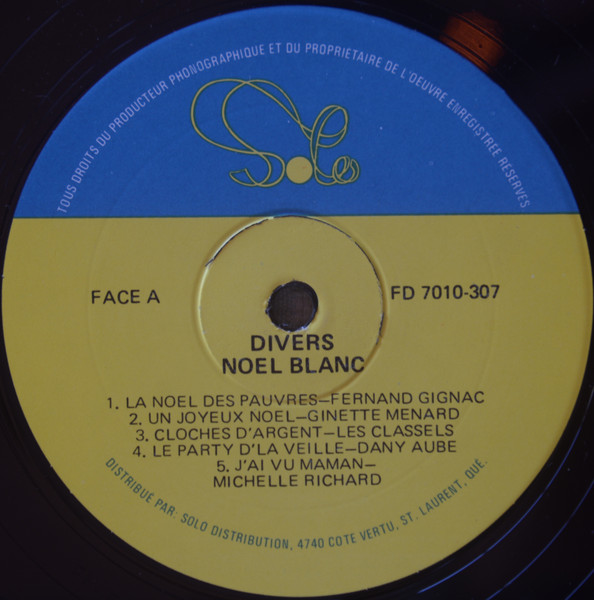 TOUS DROITS DU PRODUCTEUR PHONOGRAPHIQUE ET DU PROPRIETAIRE DE L'OEUVRE ENREGISTREE RESERVES
Solo
FACE A
FD 7010-307
DIVERS
NOEL BLANC
1. LA NOEL DES PAUVRES—FERNAND GIGNAC
2. UN JOYEUX NOEL—GINETTE MENARD
3. CLOCHES D'ARGENT—LES CLASSELS
4. LE PARTY D'LA VEILLE—DANY AUBE
5. J'AI VU MAMAN—
MICHELLE RICHARD
DISTRIBUE PAR: SOLO DISTRIBUTION, 4740 COTE VERTU, ST. LAURENT, QUE.